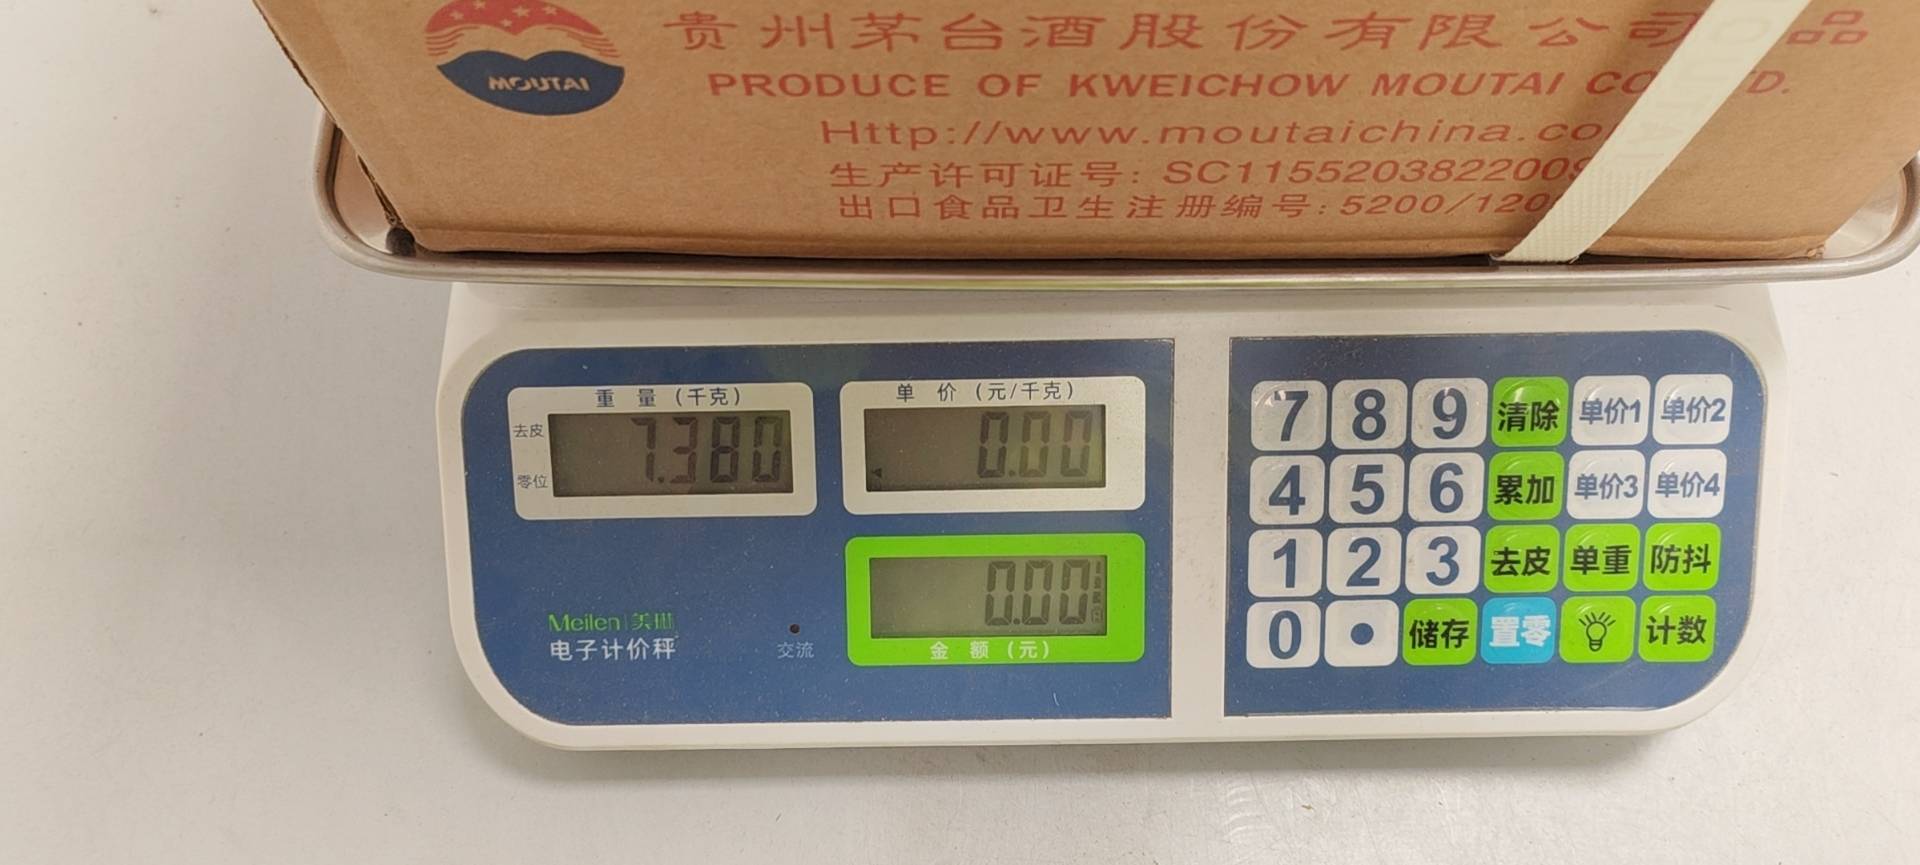 MOUTAI
贵州茅台酒股份有限公司 品
PRODUCE OF KWEICHOW MOUTAI CO TD.
Http://www.moutaichina.co
生产许可证号: SC1155203822009
出口食品卫生注册编号: 5200/120
重 量 (千克)
去皮
零位
7.380
单 价 (元/千克)
0.00
0.00
金 额 (元)
Meilen 美琳
电子计价秤
交流
7 8 9 清除 单价1 单价2
4 5 6 累加 单价3 单价4
1 2 3 去皮 单重 防抖
0 • 储存 置零 计数